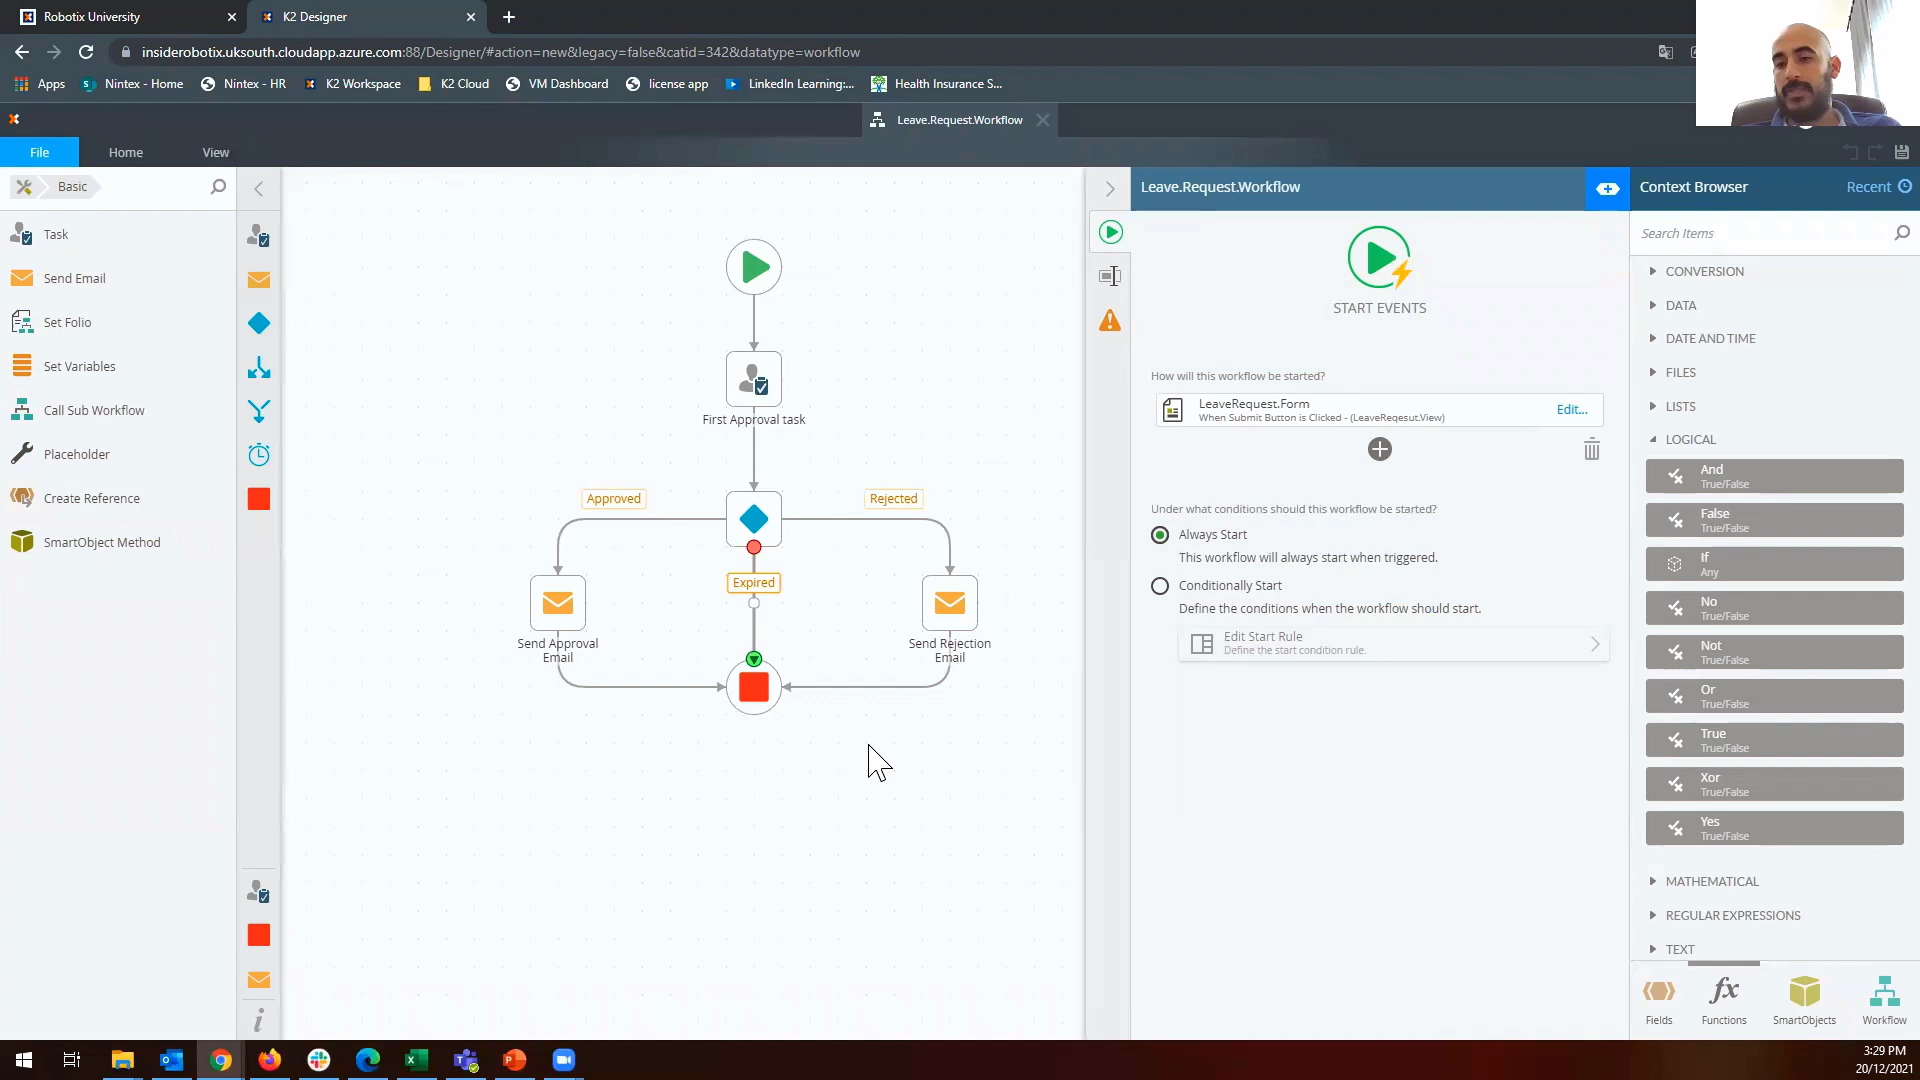 Robotix University
K2 Designer
insiderobotix.uksouth.cloudapp.azure.com:88/Designer/#action=new&legacy=false&catid=342&datatype=workflow
Apps
Nintex - Home
Nintex - HR
K2 Workspace
K2 Cloud
VM Dashboard
license app
LinkedIn Learning:...
Health Insurance S...
Leave.Request.Workflow
File
Home
View
Basic
Task
Send Email
Set Folio
Set Variables
Call Sub Workflow
Placeholder
Create Reference
SmartObject Method
First Approval task
Approved
Rejected
Expired
Send Approval
Email
Send Rejection
Email
Leave.Request.Workflow
START EVENTS
How will this workflow be started?
LeaveRequest.Form
When Submit Button is Clicked - (LeaveReqesut.View)
Edit...
Under what conditions should this workflow be started?
Always Start
This workflow will always start when triggered.
Conditionally Start
Define the conditions when the workflow should start.
Edit Start Rule
Define the start condition rule.
Context Browser
Recent
Search Items
CONVERSION
DATA
DATE AND TIME
FILES
LISTS
LOGICAL
And
True/False
False
True/False
If
Any
No
True/False
Not
True/False
Or
True/False
True
True/False
Xor
True/False
Yes
True/False
MATHEMATICAL
REGULAR EXPRESSIONS
TEXT
Fields
fx
Functions
SmartObjects
Workflow
3:29 PM
20/12/2021